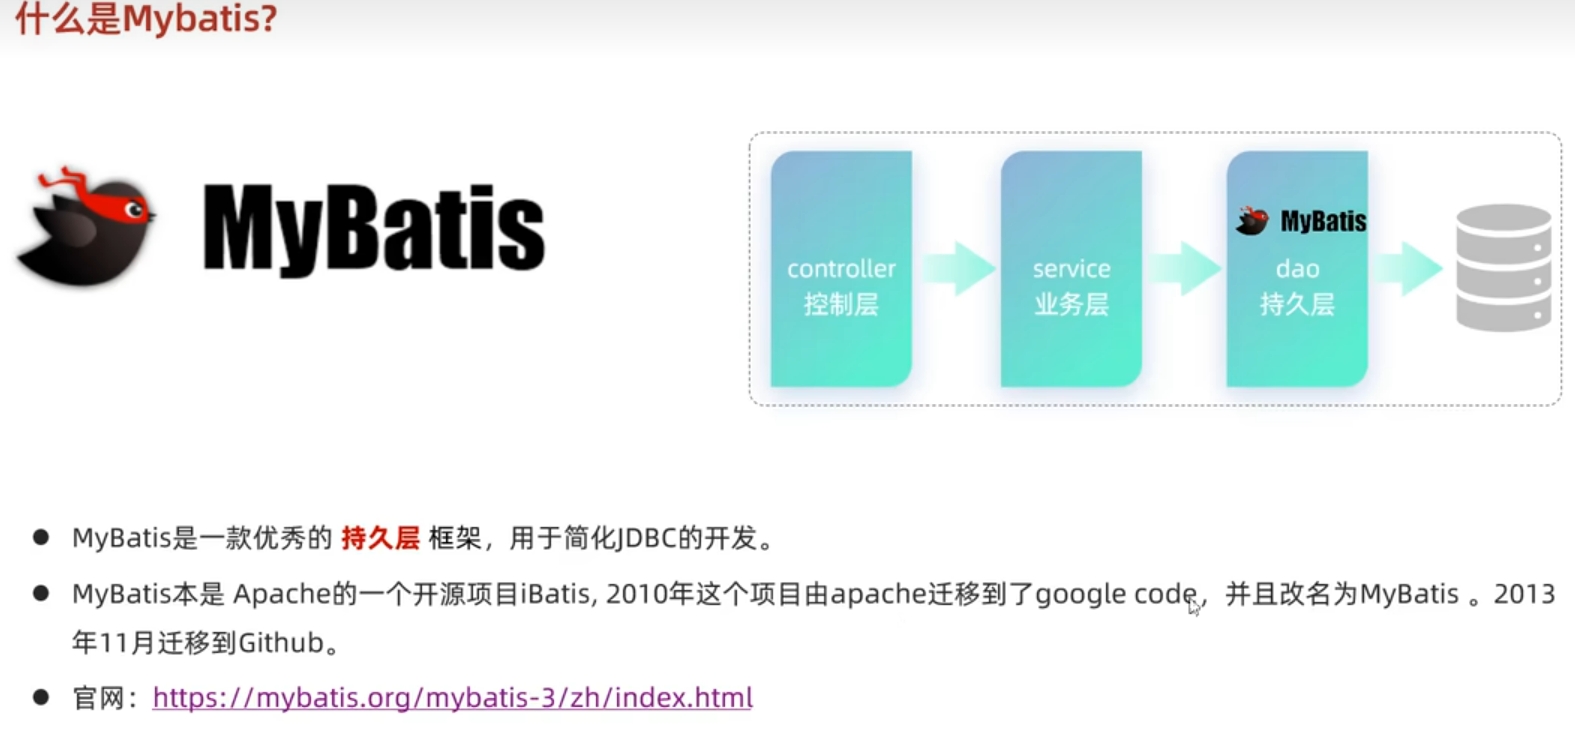 什么是Mybatis?
MyBatis
MyBatis
controller
控制层
service
业务层
dao
持久层
MyBatis是一款优秀的 持久层 框架，用于简化JDBC的开发。
MyBatis本是 Apache的一个开源项目iBatis, 2010年这个项目由apache迁移到了google code，并且改名为MyBatis 。2013
年11月迁移到Github。
官网：https://mybatis.org/mybatis-3/zh/index.html